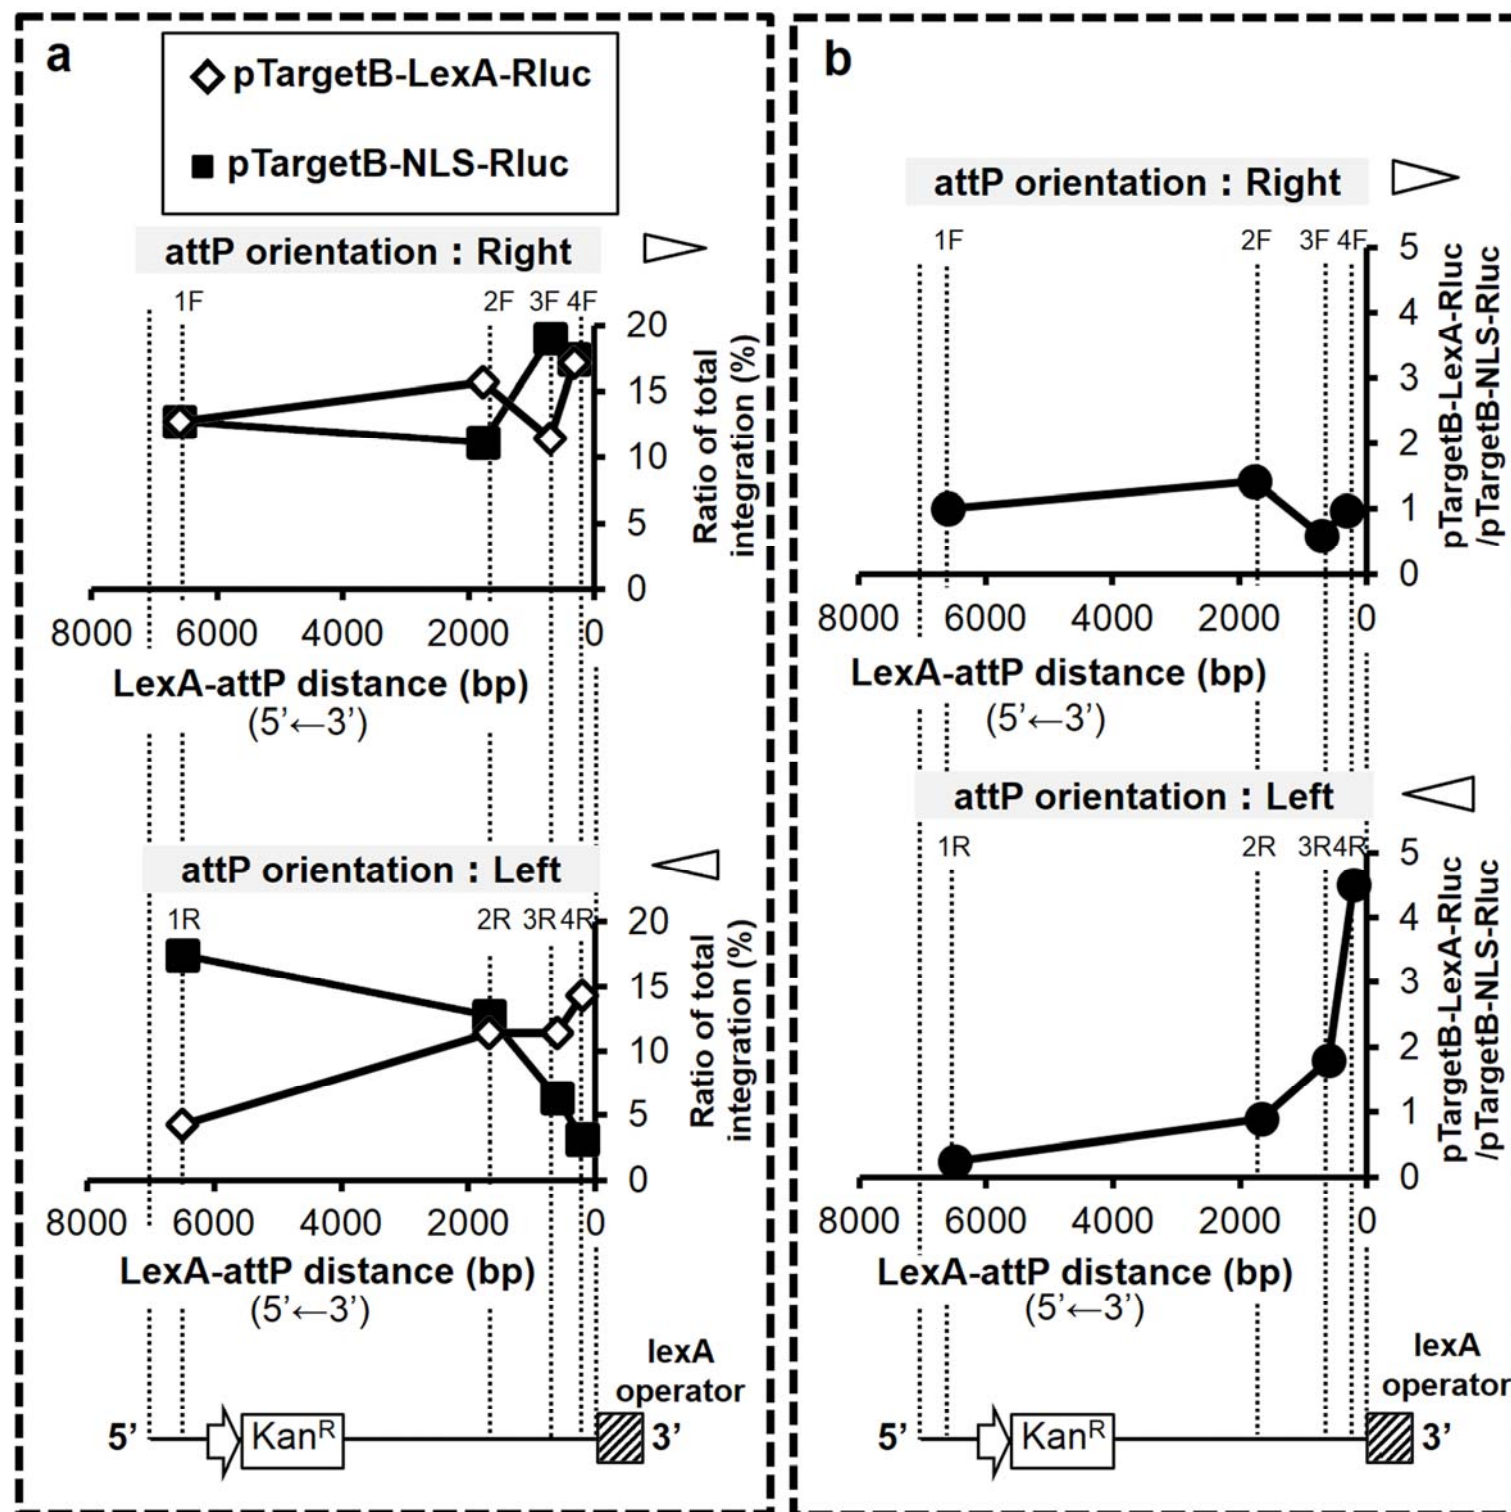 a
pTargetB-LexA-Rluc
pTargetB-NLS-Rluc
attP orientation : Right
1F 2F 3F 4F
20
15
10
5
0
Ratio of total
integration (%)
8000 6000 4000 2000 0
LexA-attP distance (bp)
(5’←3’)
attP orientation : Left
1R 2R 3R 4R
20
15
10
5
0
Ratio of total
integration (%)
8000 6000 4000 2000 0
LexA-attP distance (bp)
(5’←3’)
lexA
operator
5’ Kanᴿ 3’
b
attP orientation : Right
1F 2F 3F 4F
5
4
3
2
1
0
pTargetB-LexA-Rluc
/pTargetB-NLS-Rluc
8000 6000 4000 2000 0
LexA-attP distance (bp)
(5’←3’)
attP orientation : Left
1R 2R 3R 4R
5
4
3
2
1
0
pTargetB-LexA-Rluc
/pTargetB-NLS-Rluc
8000 6000 4000 2000 0
LexA-attP distance (bp)
(5’←3’)
lexA
operator
5’ Kanᴿ 3’